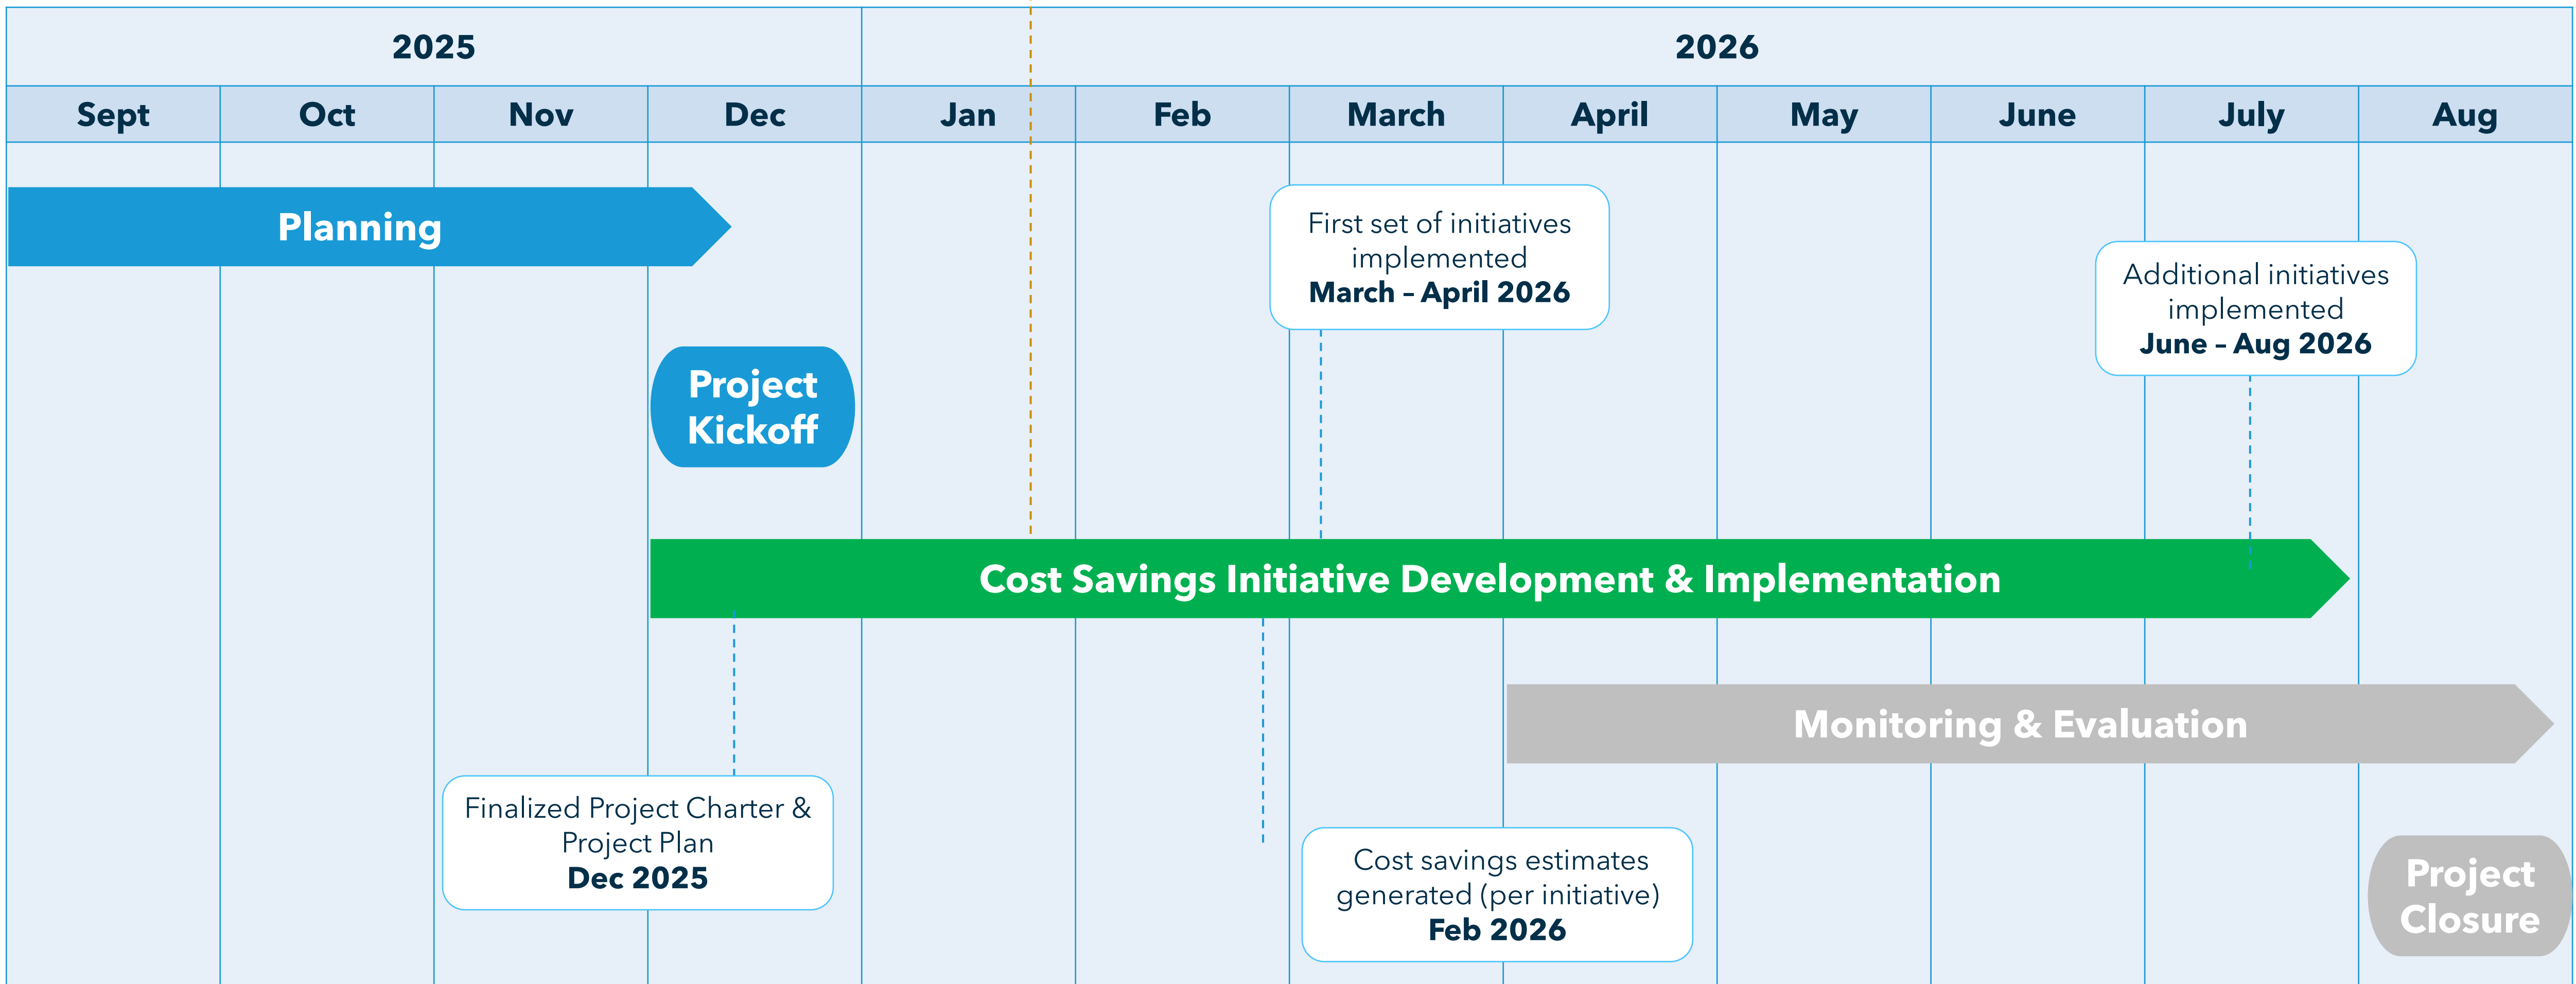 2025
2026
Sept
Oct
Nov
Dec
Jan
Feb
March
April
May
June
July
Aug
Planning
First set of initiatives
implemented
March – April 2026
Additional initiatives
implemented
June – Aug 2026
Project
Kickoff
Cost Savings Initiative Development & Implementation
Monitoring & Evaluation
Finalized Project Charter &
Project Plan
Dec 2025
Cost savings estimates
generated (per initiative)
Feb 2026
Project
Closure